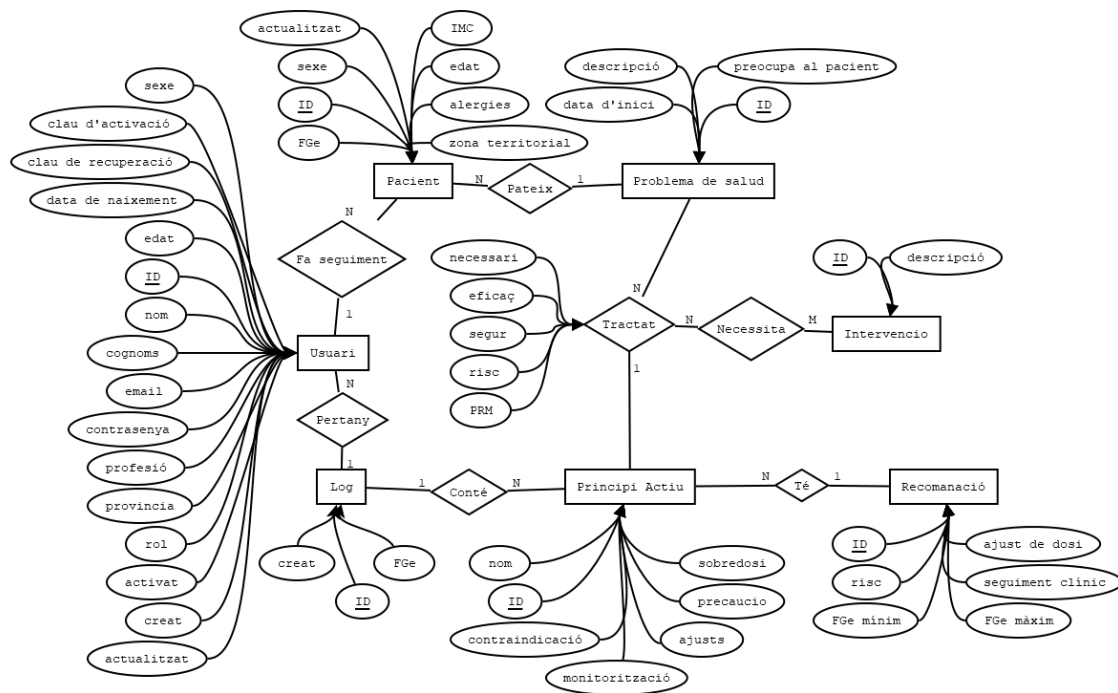 actualitzat
IMC
sexe
edat
descripció
preocupa al pacient
sexe
ID
alergies
data d'inici
ID
clau d'activació
FGe
zona territorial
clau de recuperació
Pacient
N
Pateix
1
Problema de salud
data de naixement
N
edat
Fa seguiment
necessari
ID
descripció
ID
eficaç
N
nom
1
segur
Tractat
N
Necessita
M
Intervencio
cognoms
Usuari
risc
1
email
N
PRM
contrasenya
Pertany
profesió
1
N
1
provincia
Log
1
Conté
N
Principi Actiu
Té
Recomanació
rol
creat
FGe
nom
sobredosi
ID
ajust de dosi
activat
ID
ID
precaucio
risc
seguiment clínic
creat
contraindicació
ajusts
FGe mínim
FGe màxim
actualitzat
monitorització